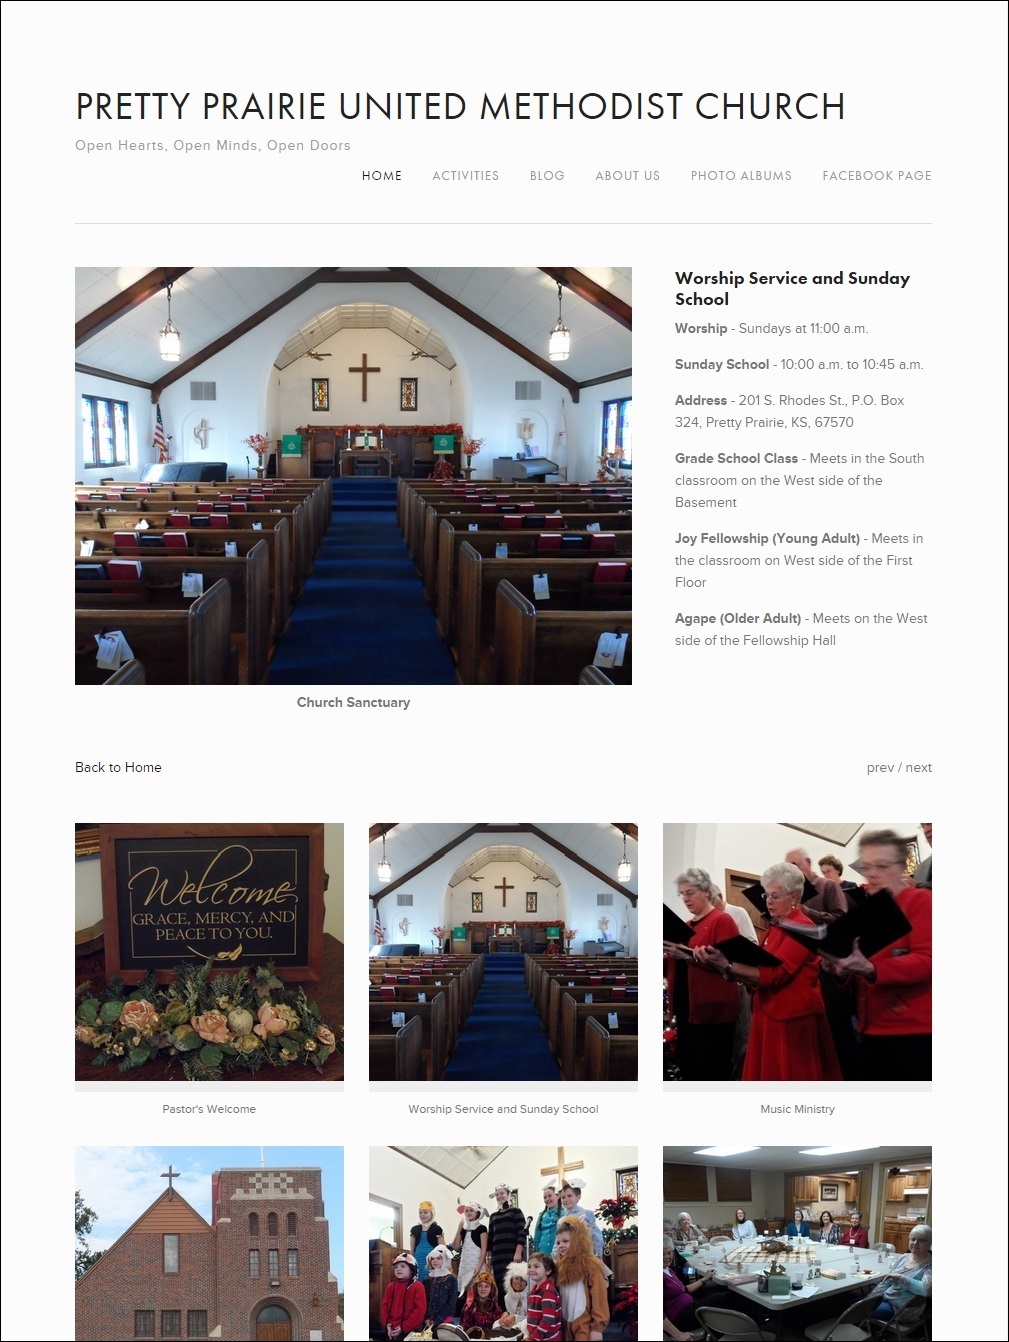 PRETTY PRAIRIE UNITED METHODIST CHURCH
Open Hearts, Open Minds, Open Doors
HOME ACTIVITIES BLOG ABOUT US PHOTO ALBUMS FACEBOOK PAGE
Worship Service and Sunday
School
Worship - Sundays at 11:00 a.m.
Sunday School - 10:00 a.m. to 10:45 a.m.
Address - 201 S. Rhodes St., P.O. Box
324, Pretty Prairie, KS, 67570
Grade School Class - Meets in the South
classroom on the West side of the
Basement
Joy Fellowship (Young Adult) - Meets in
the classroom on West side of the First
Floor
Agape (Older Adult) - Meets on the West
side of the Fellowship Hall
Church Sanctuary
Back to Home
prev / next
Welcome
GRACE, MERCY, AND
PEACE TO YOU.
Pastor's Welcome
Worship Service and Sunday School
Music Ministry